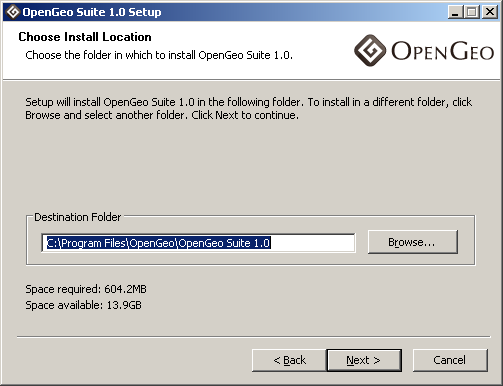 OpenGeo Suite 1.0 Setup
Choose Install Location
Choose the folder in which to install OpenGeo Suite 1.0.
OPENGEO
Setup will install OpenGeo Suite 1.0 in the following folder. To install in a different folder, click
Browse and select another folder. Click Next to continue.
Destination Folder
C:\Program Files\OpenGeo\OpenGeo Suite 1.0
Browse...
Space required: 604.2MB
Space available: 13.9GB
< Back
Next >
Cancel